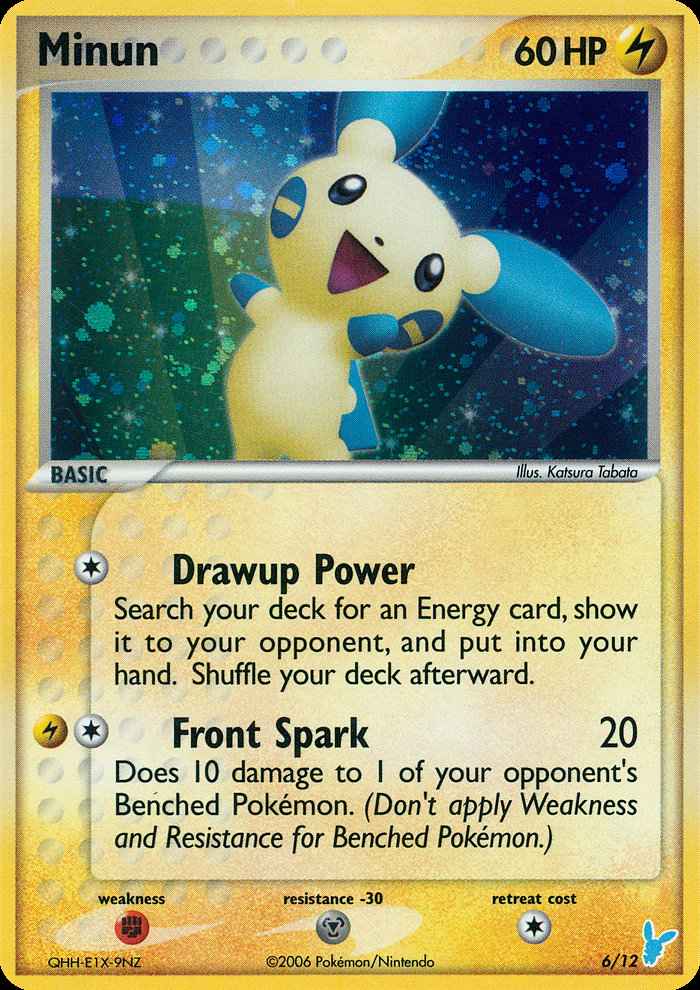 Minun 60 HP
BASIC
Illus. Katsura Tabata
Drawup Power
Search your deck for an Energy card, show
it to your opponent, and put into your
hand. Shuffle your deck afterward.
Front Spark 20
Does 10 damage to 1 of your opponent's
Benched Pokémon. (Don't apply Weakness
and Resistance for Benched Pokémon.)
weakness resistance -30 retreat cost
QHH-E1X-9NZ ©2006 Pokémon/Nintendo 6/12